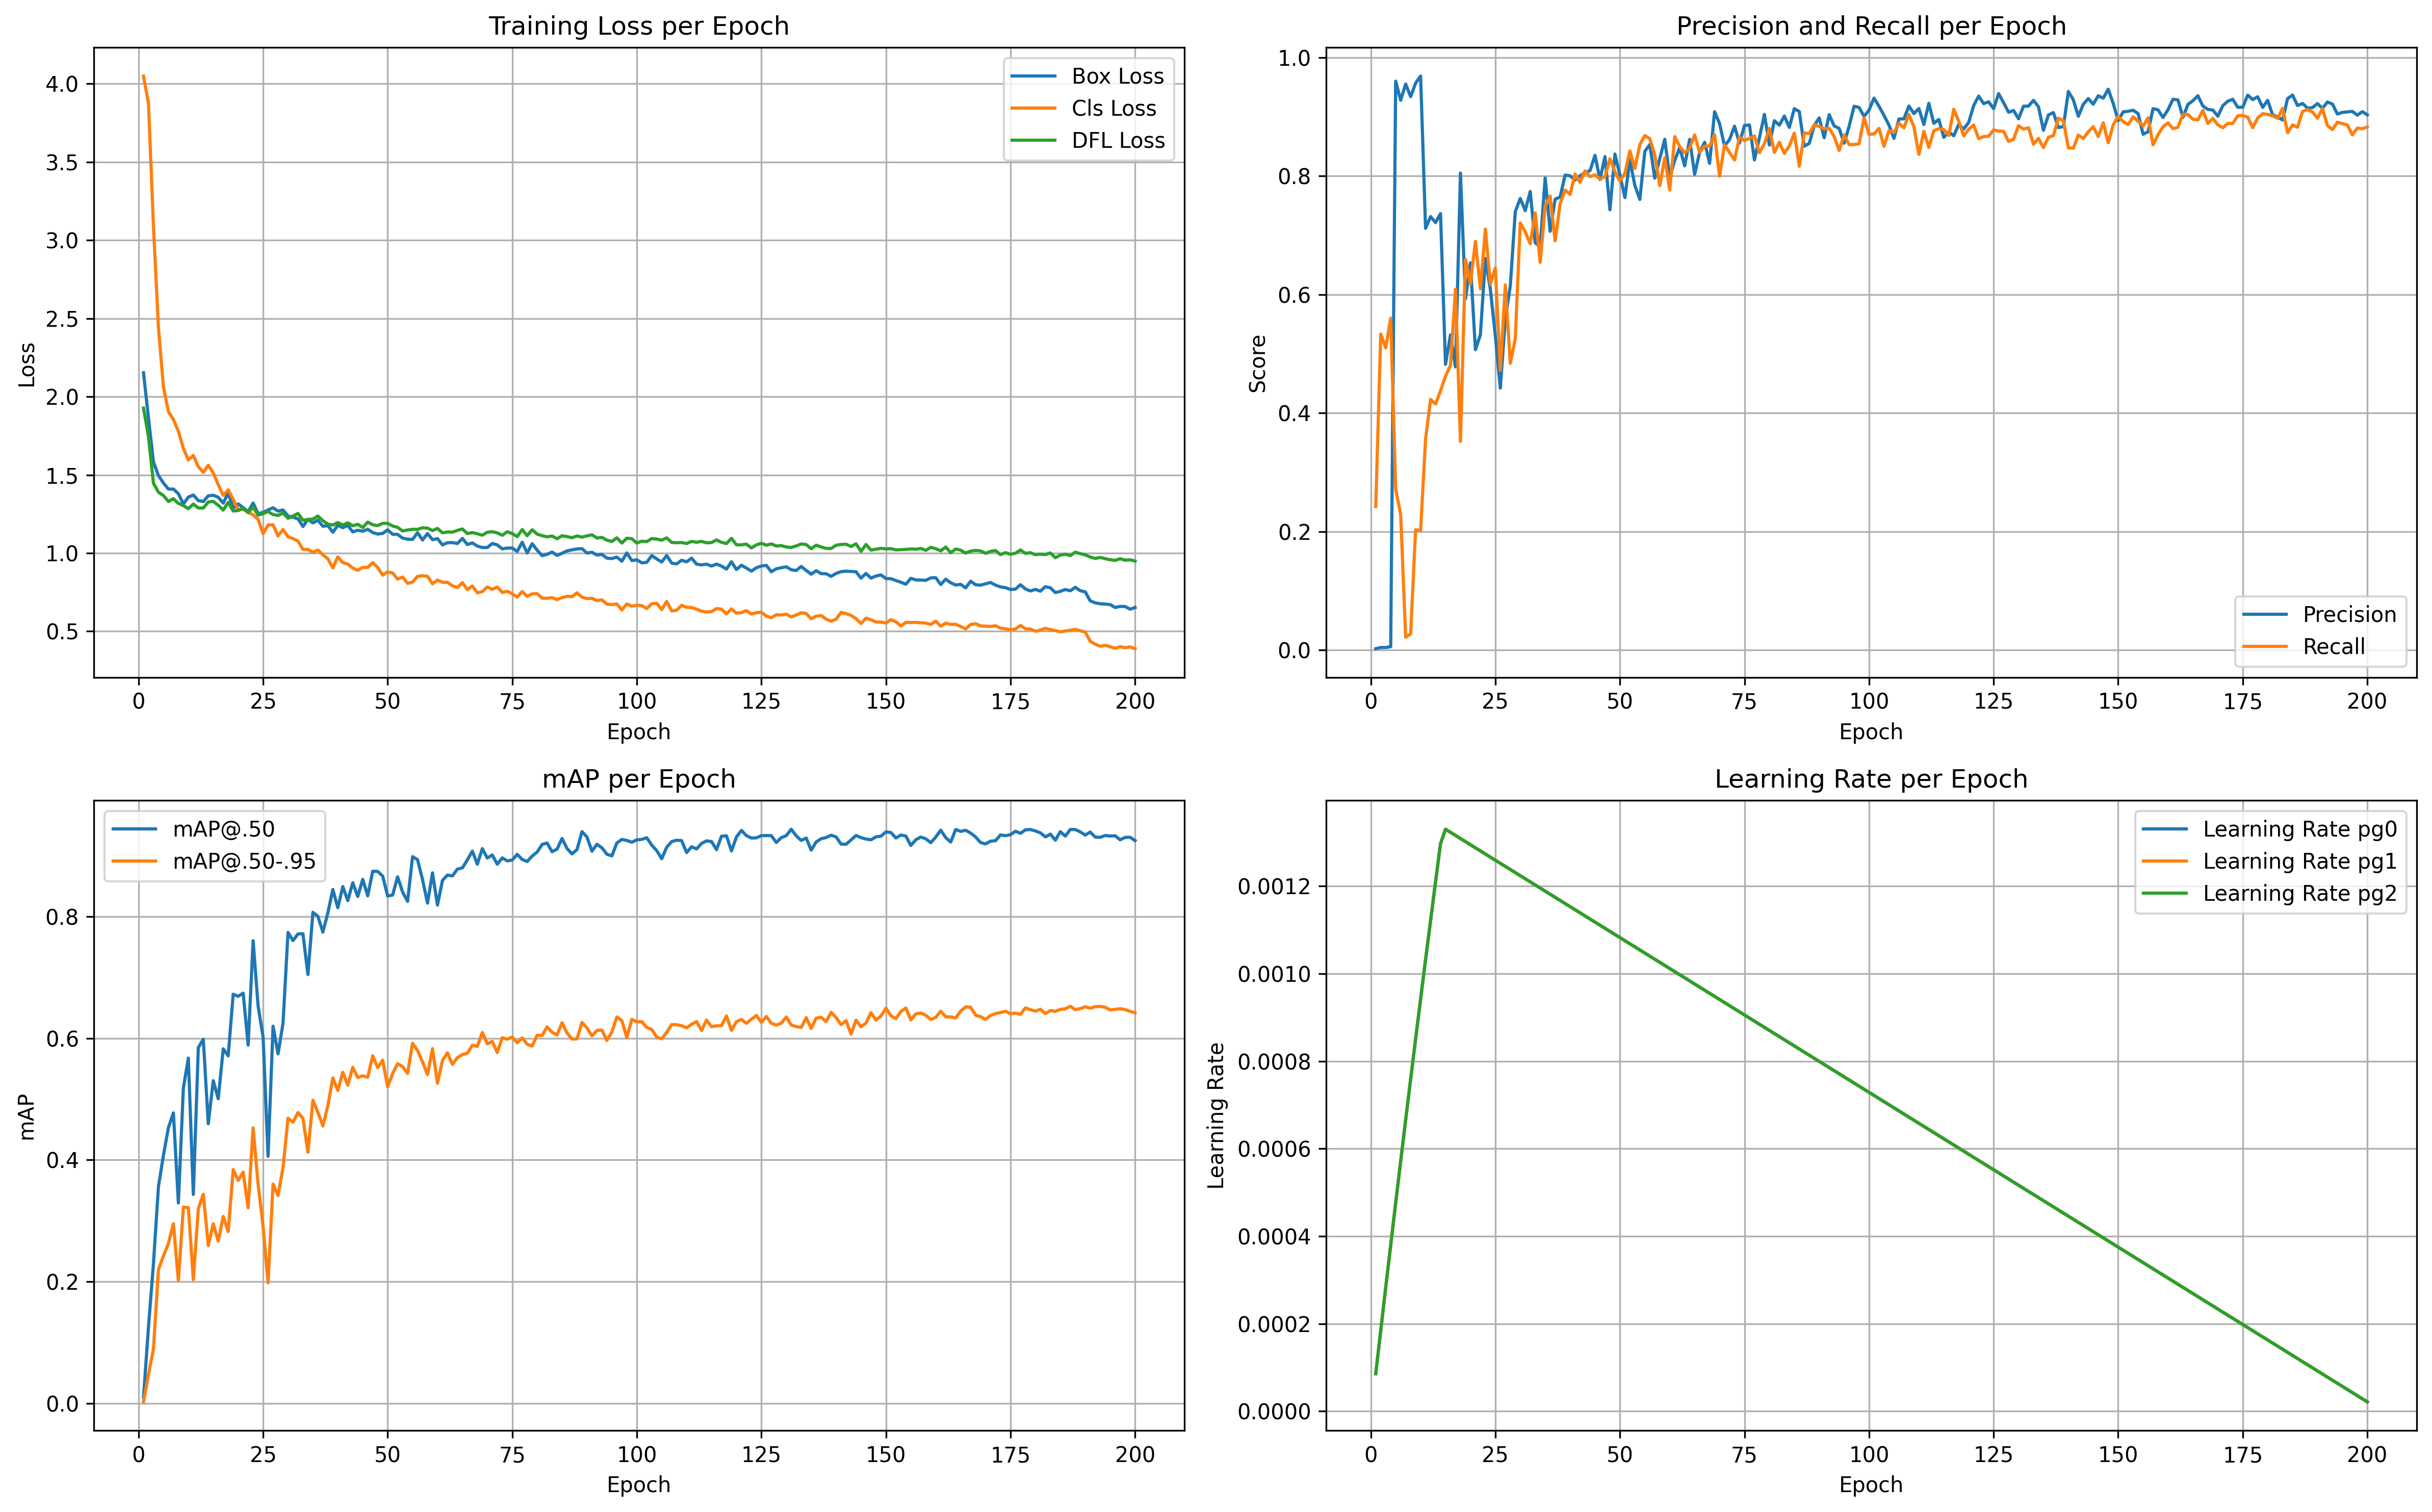 Training Loss per Epoch
Loss
4.0
3.5
3.0
2.5
2.0
1.5
1.0
0.5
Box Loss
Cls Loss
DFL Loss
0 25 50 75 100 125 150 175 200
Epoch
Precision and Recall per Epoch
Score
1.0
0.8
0.6
0.4
0.2
0.0
Precision
Recall
0 25 50 75 100 125 150 175 200
Epoch
mAP per Epoch
mAP
mAP@.50
mAP@.50-.95
0.8
0.6
0.4
0.2
0.0
0 25 50 75 100 125 150 175 200
Epoch
Learning Rate per Epoch
Learning Rate
Learning Rate pg0
Learning Rate pg1
Learning Rate pg2
0.0012
0.0010
0.0008
0.0006
0.0004
0.0002
0.0000
0 25 50 75 100 125 150 175 200
Epoch